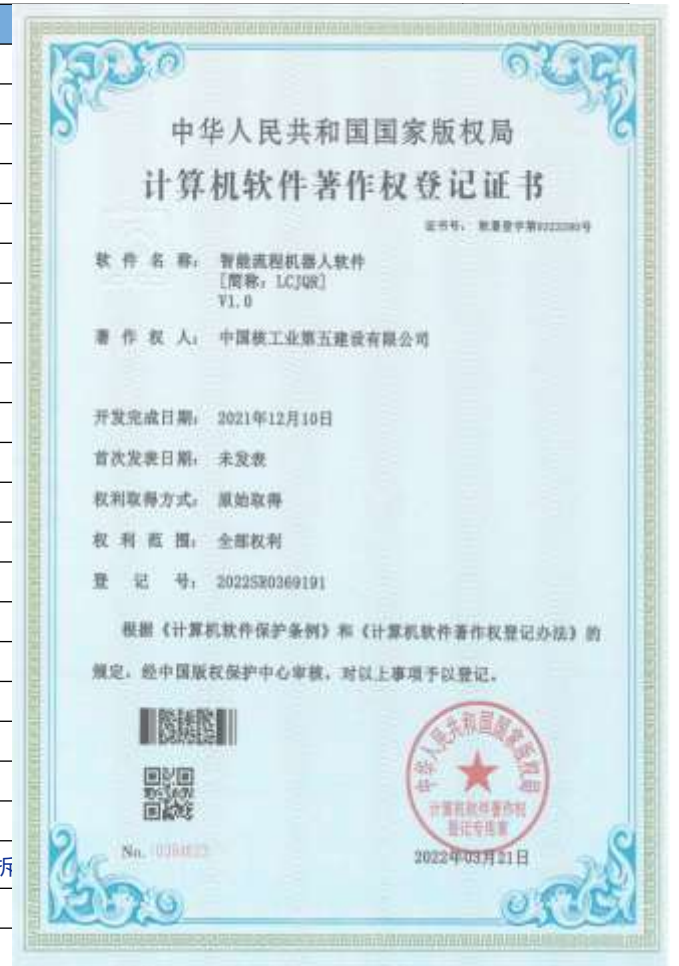 中华人民共和国国家版权局
计算机软件著作权登记证书
证书号： 软著登字第号
软件名称： 智能流程机器人软件
[简称：LCJQR]
V1.0
著作权人： 中国核工业第五建设有限公司
开发完成日期： 2021年12月10日
首次发表日期： 未发表
权利取得方式： 原始取得
权利范围： 全部权利
登记号： 2022SR0369191
根据《计算机软件保护条例》和《计算机软件著作权登记办法》的
规定，经中国版权保护中心审核，对以上事项予以登记。
中华人民共和国国家版权局
计算机软件著作权
登记专用章
No.
2022年03月21日
拆